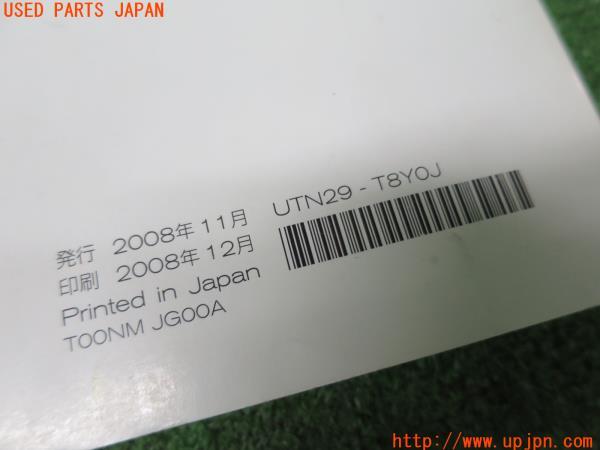 USED PARTS JAPAN
発行 2008年11月 UTN29-T8Y0J
印刷 2008年12月
Printed in Japan
T00NM JG00A
http://www.upjpn.com/